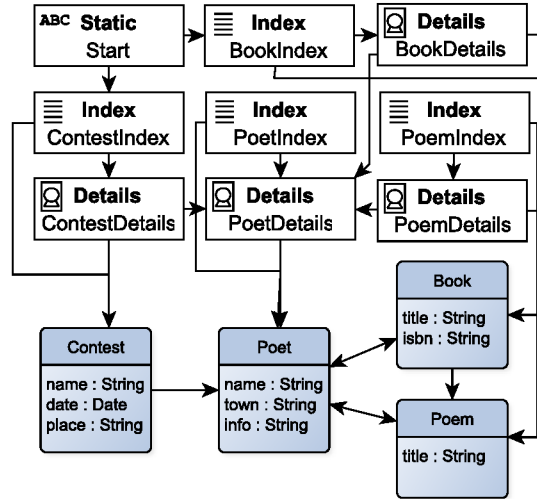 ABC Static
Start
Index
BookIndex
Details
BookDetails
Index
ContestIndex
Index
PoetIndex
Index
PoemIndex
Details
ContestDetails
Details
PoetDetails
Details
PoemDetails
Book
title : String
isbn : String
Contest
name : String
date : Date
place : String
Poet
name : String
town : String
info : String
Poem
title : String